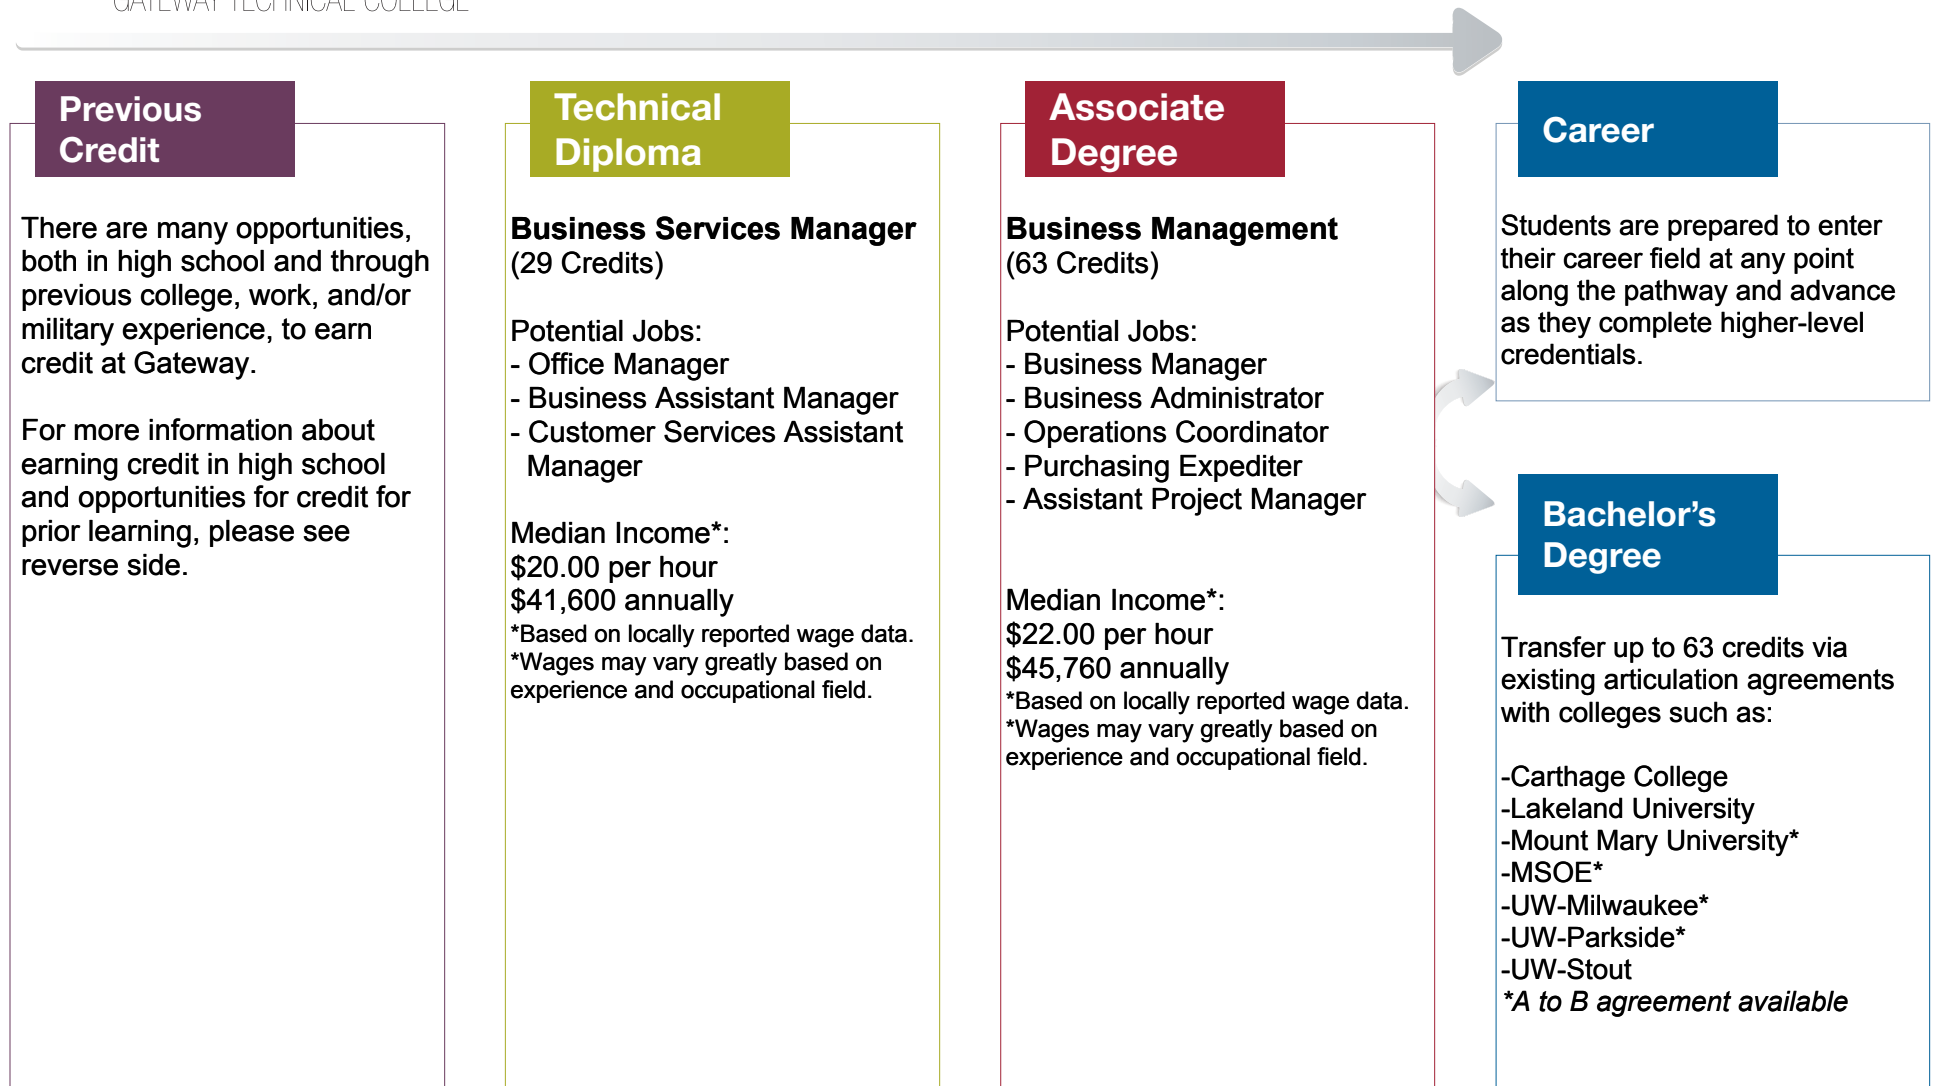 GATEWAY TECHNICAL COLLEGE
Previous
Credit
There are many opportunities,
both in high school and through
previous college, work, and/or
military experience, to earn
credit at Gateway.
For more information about
earning credit in high school
and opportunities for credit for
prior learning, please see
reverse side.
Technical
Diploma
Business Services Manager
(29 Credits)
Potential Jobs:
- Office Manager
- Business Assistant Manager
- Customer Services Assistant
Manager
Median Income*:
$20.00 per hour
$41,600 annually
*Based on locally reported wage data.
*Wages may vary greatly based on
experience and occupational field.
Associate
Degree
Business Management
(63 Credits)
Potential Jobs:
- Business Manager
- Business Administrator
- Operations Coordinator
- Purchasing Expediter
- Assistant Project Manager
Median Income*:
$22.00 per hour
$45,760 annually
*Based on locally reported wage data.
*Wages may vary greatly based on
experience and occupational field.
Career
Students are prepared to enter
their career field at any point
along the pathway and advance
as they complete higher-level
credentials.
Bachelor’s
Degree
Transfer up to 63 credits via
existing articulation agreements
with colleges such as:
-Carthage College
-Lakeland University
-Mount Mary University*
-MSOE*
-UW-Milwaukee*
-UW-Parkside*
-UW-Stout
*A to B agreement available